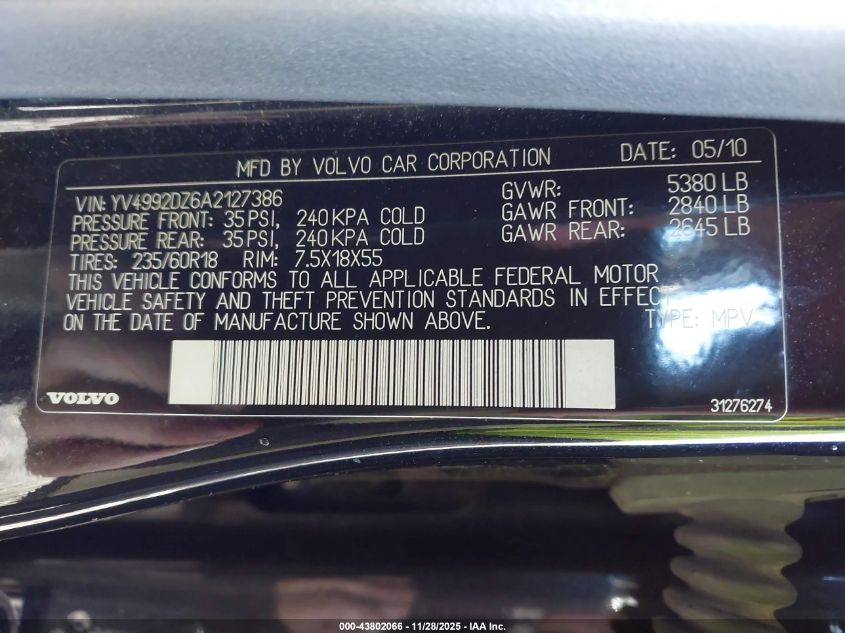 MFD BY VOLVO CAR CORPORATION DATE: 05/10
VIN: YV4992DZ6A2127386 GVWR: 5380 LB
PRESSURE FRONT: 35 PSI, 240 KPA COLD GAWR FRONT: 2840 LB
PRESSURE REAR: 35 PSI, 240 KPA COLD GAWR REAR: 2645 LB
TIRES: 235/60R18 RIM: 7.5X18X55
THIS VEHICLE CONFORMS TO ALL APPLICABLE FEDERAL MOTOR
VEHICLE SAFETY AND THEFT PREVENTION STANDARDS IN EFFECT
ON THE DATE OF MANUFACTURE SHOWN ABOVE. TYPE: MPV
VOLVO 31276274
000-43802066 - 11/28/2025 - IAA Inc.